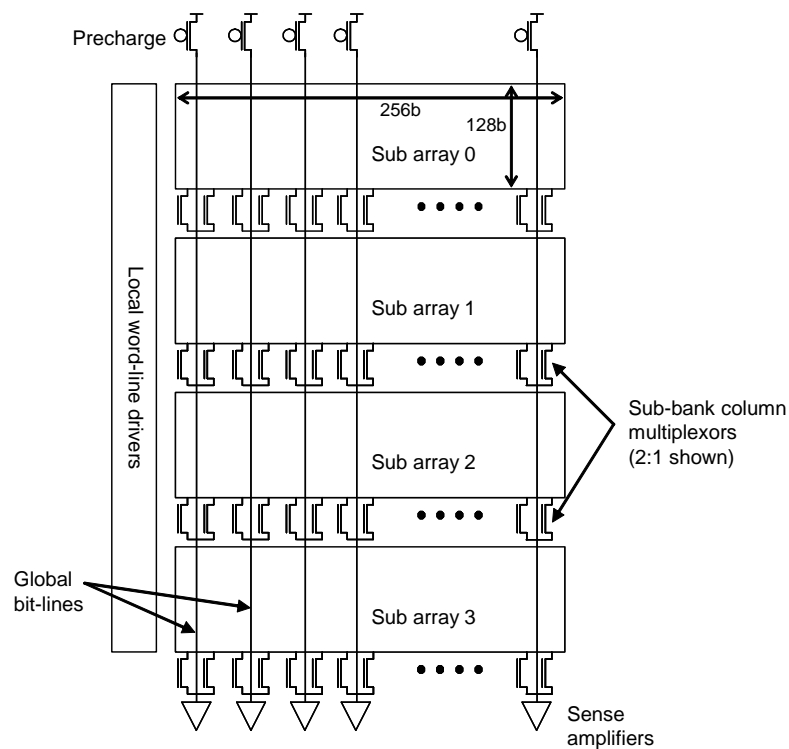 Precharge
256b
128b
Sub array 0
Local word-line drivers
Sub array 1
Sub-bank column
multiplexors
(2:1 shown)
Sub array 2
Global
bit-lines
Sub array 3
Sense
amplifiers